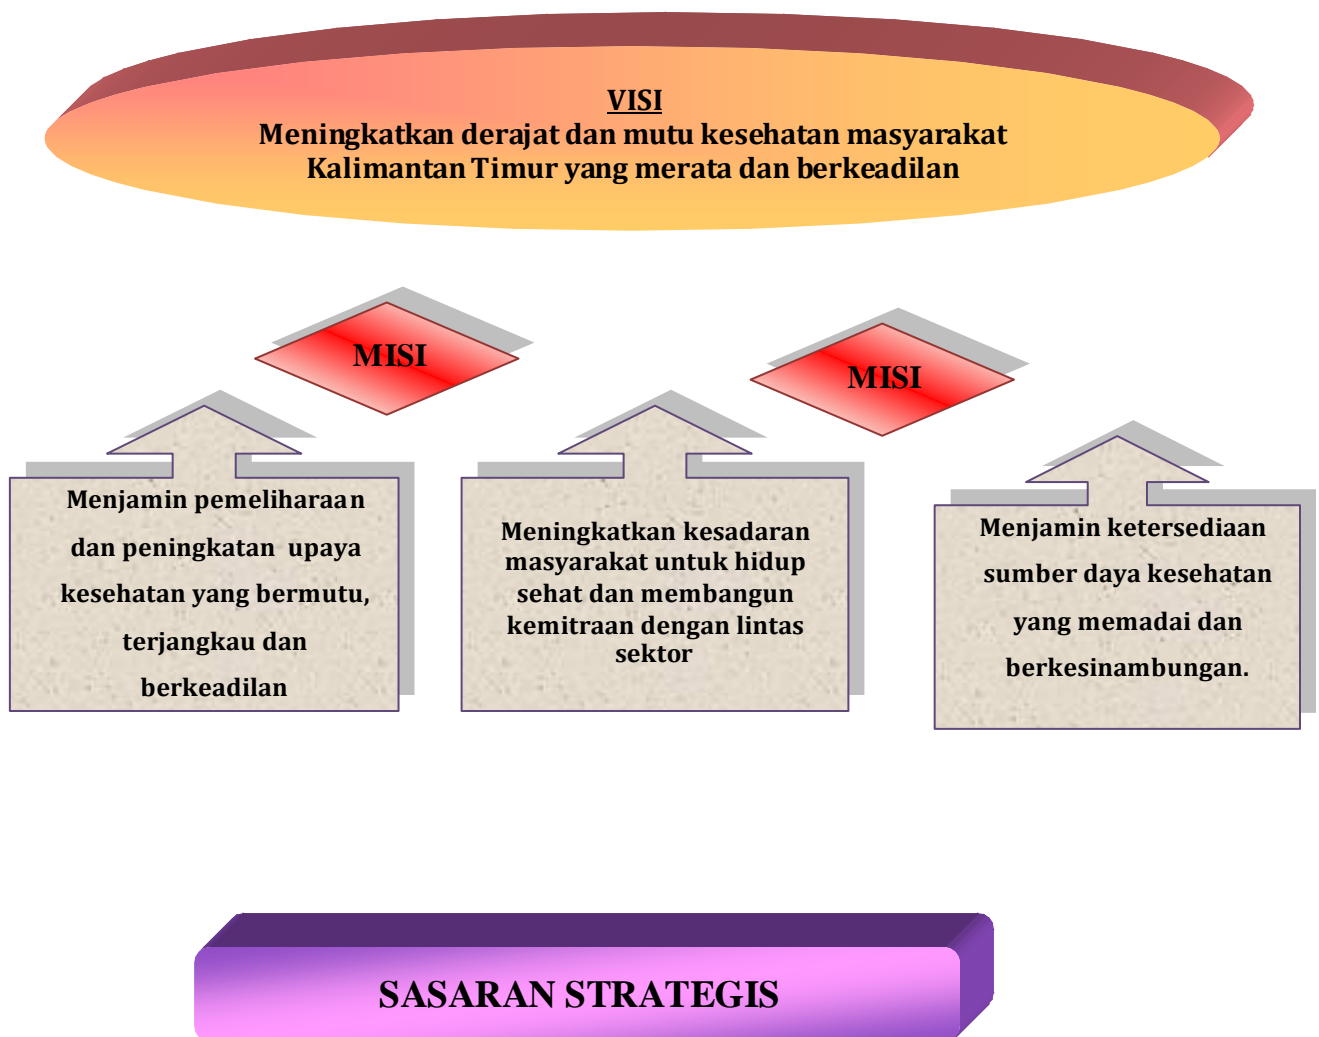 VISI
Meningkatkan derajat dan mutu kesehatan masyarakat
Kalimantan Timur yang merata dan berkeadilan
MISI
MISI
Menjamin pemeliharaan
dan peningkatan upaya
kesehatan yang bermutu,
terjangkau dan
berkeadilan
Meningkatkan kesadaran
masyarakat untuk hidup
sehat dan membangun
kemitraan dengan lintas
sektor
Menjamin ketersediaan
sumber daya kesehatan
yang memadai dan
berkesinambungan.
SASARAN STRATEGIS